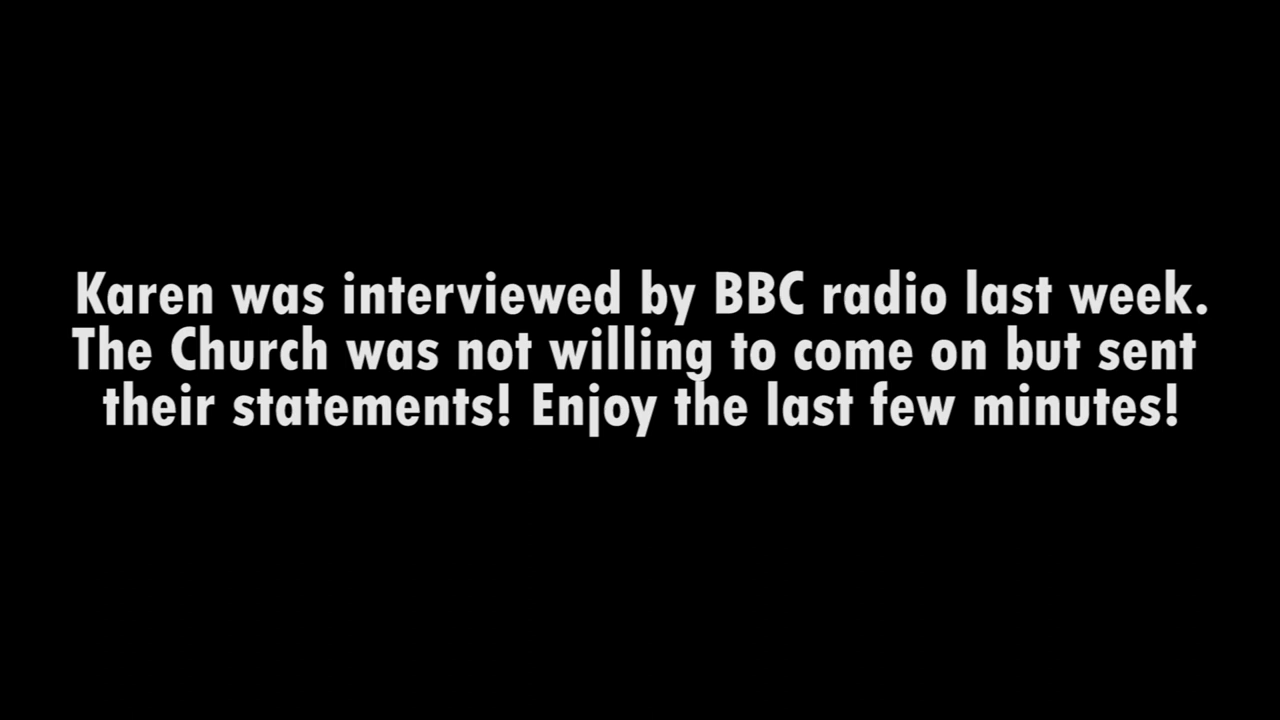 Karen was interviewed by BBC radio last week.
The Church was not willing to come on but sent
their statements! Enjoy the last few minutes!